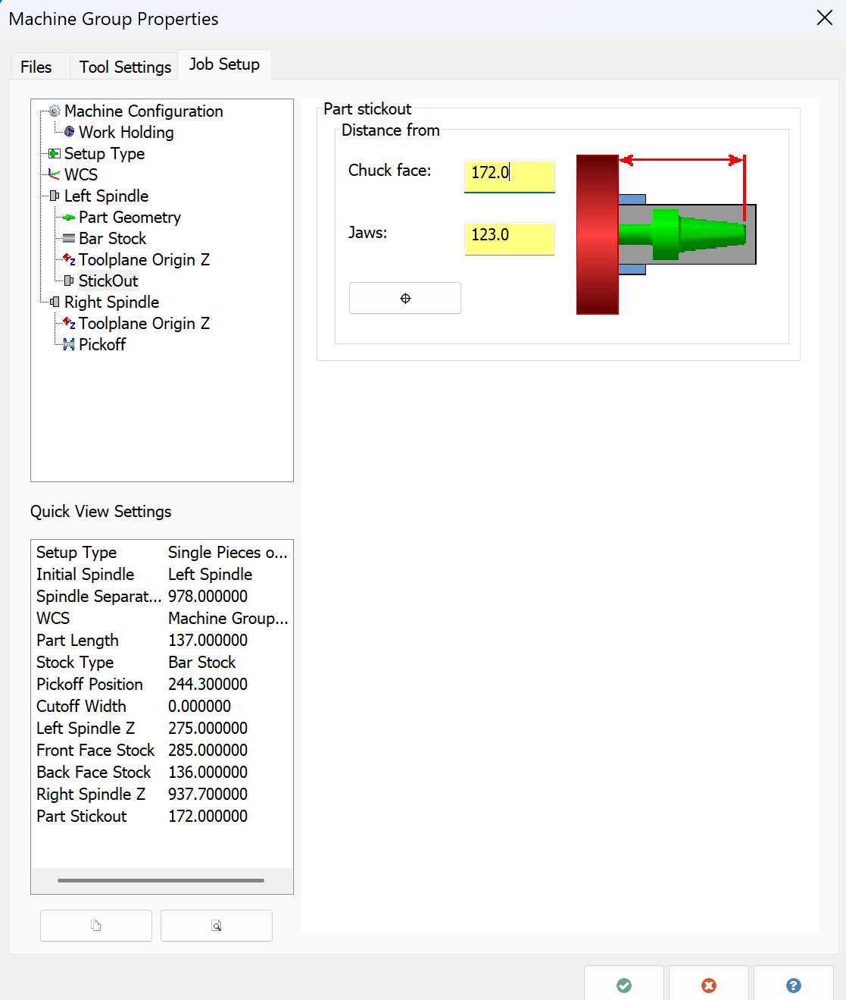 Machine Group Properties
Files
Tool Settings
Job Setup
Machine Configuration
Work Holding
Setup Type
WCS
Left Spindle
Part Geometry
Bar Stock
Toolplane Origin Z
StickOut
Right Spindle
Toolplane Origin Z
Pickoff
Part stickout
Distance from
Chuck face: 172.0
Jaws: 123.0
Quick View Settings
Setup Type Single Pieces o...
Initial Spindle Left Spindle
Spindle Separat... 978.000000
WCS Machine Group...
Part Length 137.000000
Stock Type Bar Stock
Pickoff Position 244.300000
Cutoff Width 0.000000
Left Spindle Z 275.000000
Front Face Stock 285.000000
Back Face Stock 136.000000
Right Spindle Z 937.700000
Part Stickout 172.000000